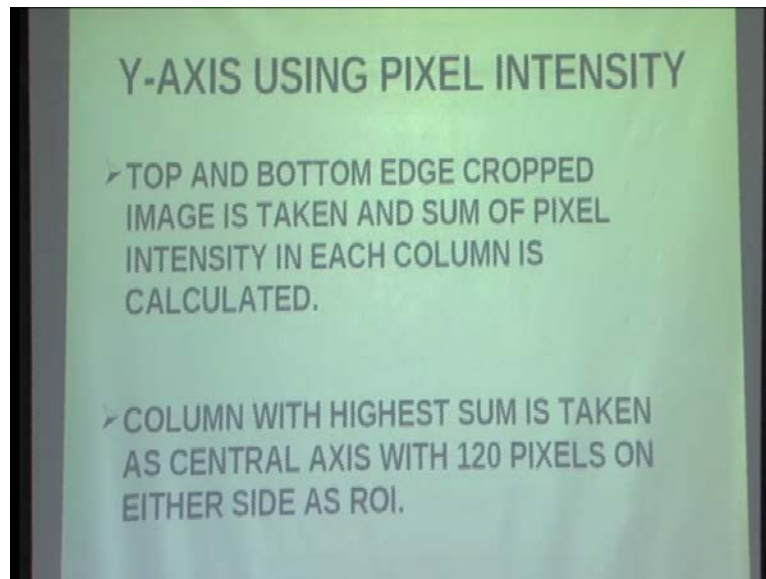 Y-AXIS USING PIXEL INTENSITY
➢TOP AND BOTTOM EDGE CROPPED
IMAGE IS TAKEN AND SUM OF PIXEL
INTENSITY IN EACH COLUMN IS
CALCULATED.
➢COLUMN WITH HIGHEST SUM IS TAKEN
AS CENTRAL AXIS WITH 120 PIXELS ON
EITHER SIDE AS ROI.